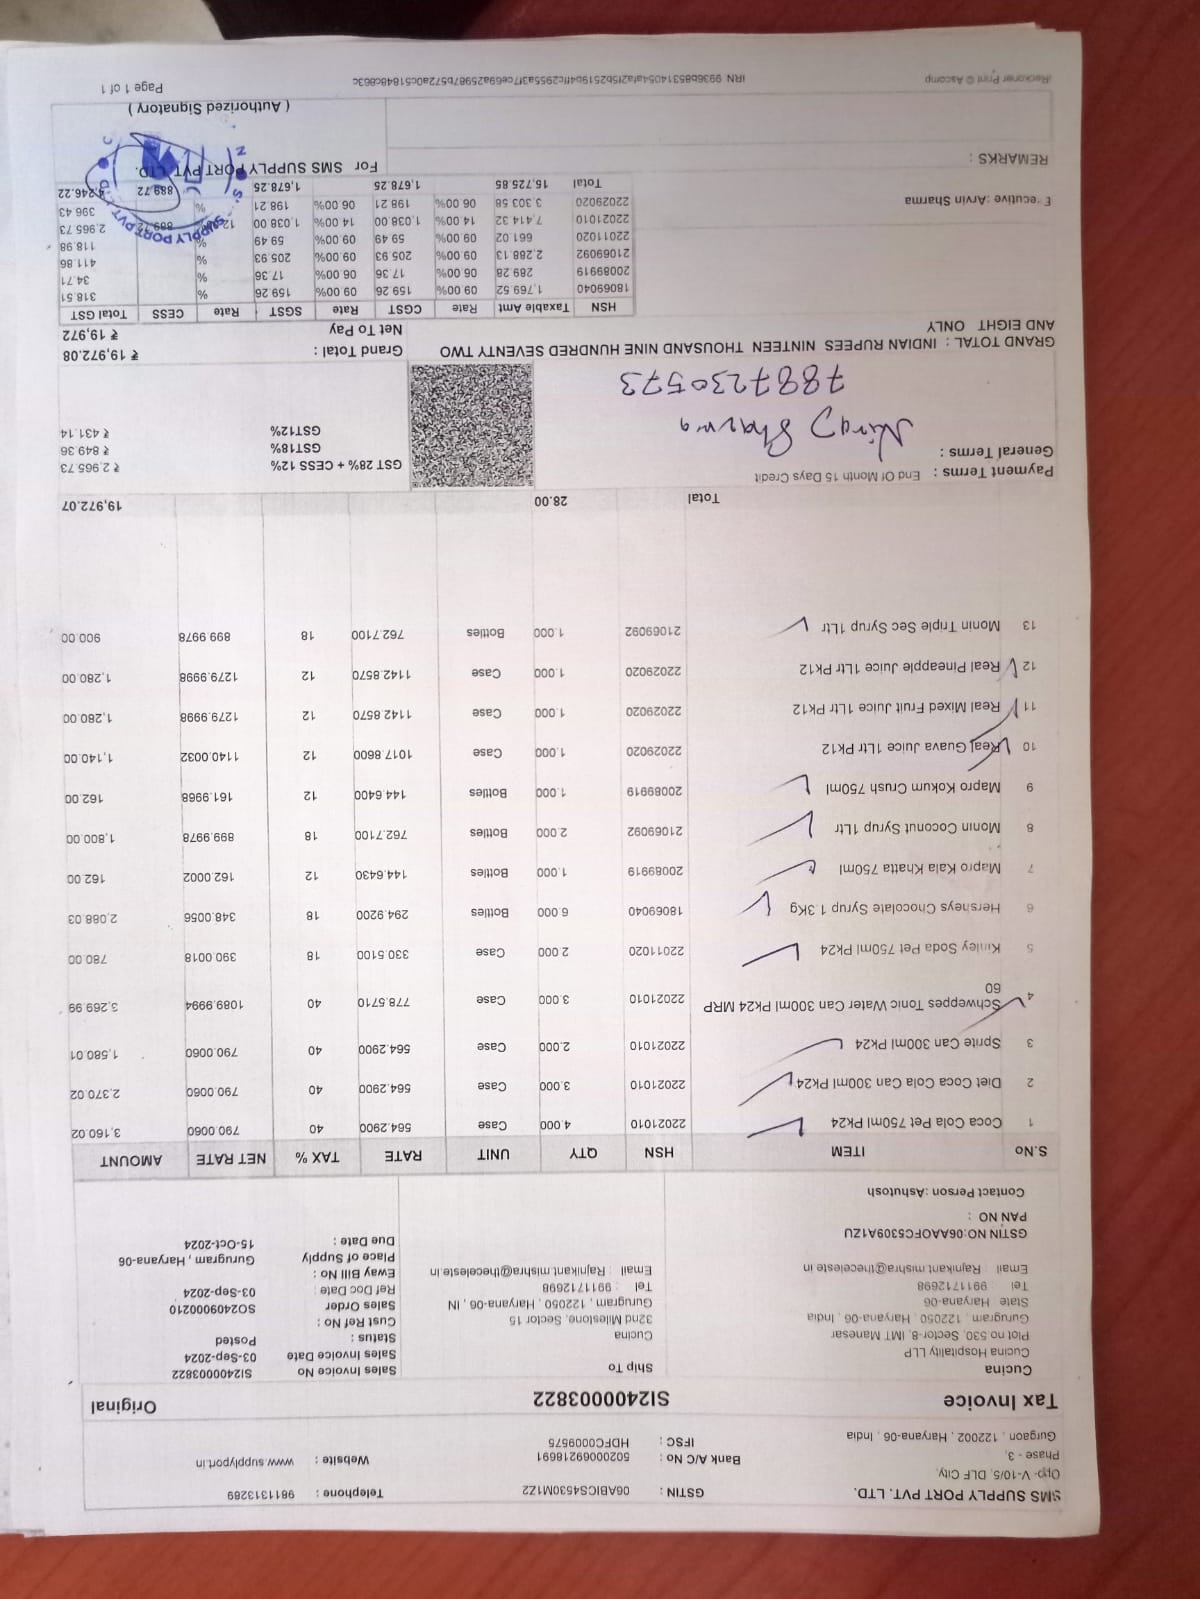 SMS SUPPLY PORT PVT. LTD.
Opp- V-10/5, DLF City,
Phase - 3,
Gurgaon , 122002 , Haryana-06 , India
GSTIN : 06ABICS4530M1Z2
Bank A/C No : 50200069218691
IFSC : HDFC0009575
Telephone : 9811313289
Website : www.supplyport.in
Tax Invoice SI2400003822 Original
Cucina
Cucina Hospitality LLP
Plot no 530, Sector-8, IMT Manesar
Gurugram , 122050 , Haryana-06 , India
State Haryana-06
Tel : 9911712698
Email : Rajnikant.mishra@theceleste.in
GSTIN NO:06AAOFC5309A1ZU
PAN NO :
Contact Person :Ashutosh
Ship To
Cucina
32nd Milestone, Sector 15
Gurugram , 122050 , Haryana-06 , IN
Tel : 9911712698
Email : Rajnikant.mishra@theceleste.in
Sales Invoice No SI2400003822
Sales Invoice Date 03-Sep-2024
Status : Posted
Cust Ref No :
Sales Order SO2409000210
Ref Doc Date : 03-Sep-2024
Eway Bill No :
Place of Supply Gurugram , Haryana-06
Due Date : 15-Oct-2024
S.No ITEM HSN QTY UNIT RATE TAX % NET RATE AMOUNT
1 Coca Cola Pet 750ml Pk24 22021010 4.000 Case 564.2900 40 790.0060 3,160.02
2 Diet Coca Cola Can 300ml Pk24 22021010 3.000 Case 564.2900 40 790.0060 2,370.02
3 Sprite Can 300ml Pk24 22021010 2.000 Case 564.2900 40 790.0060 1,580.01
4 Schweppes Tonic Water Can 300ml Pk24 MRP 22021010 3.000 Case 778.5710 40 1089.9994 3,269.99
60
5 Kinley Soda Pet 750ml Pk24 22011020 2.000 Case 330.5100 18 390.0018 780.00
6 Hersheys Chocolate Syrup 1.3Kg 18069040 6.000 Bottles 294.9200 18 348.0056 2,088.03
7 Mapro Kala Khatta 750ml 20089919 1.000 Bottles 144.6430 12 162.0002 162.00
8 Monin Coconut Syrup 1Ltr 21069092 2.000 Bottles 762.7100 18 899.9978 1,800.00
9 Mapro Kokum Crush 750ml 20089919 1.000 Bottles 144.6400 12 161.9968 162.00
10 Real Guava Juice 1Ltr Pk12 22029020 1.000 Case 1017.8600 12 1140.0032 1,140.00
11 Real Mixed Fruit Juice 1Ltr Pk12 22029020 1.000 Case 1142.8570 12 1279.9998 1,280.00
12 Real Pineapple Juice 1Ltr Pk12 22029020 1.000 Case 1142.8570 12 1279.9998 1,280.00
13 Monin Triple Sec Syrup 1Ltr 21069092 1.000 Bottles 762.7100 18 899.9978 900.00
Total 28.00 19,972.07
Payment Terms : End Of Month 15 Days Credit
General Terms :
Sharma
7887230573
GST 28% + CESS 12% ₹ 2,965.73
GST18% ₹ 849.36
GST12% ₹ 431.14
Grand Total : ₹ 19,972.08
Net To Pay ₹ 19,972
GRAND TOTAL : INDIAN RUPEES NINTEEN THOUSAND NINE HUNDRED SEVENTY TWO
AND EIGHT ONLY
HSN Taxable Amt Rate CGST Rate SGST Rate CESS Total GST
18069040 1,769.52 09.00% 159.26 09.00% 159.26 % 318.51
20089919 289.28 06.00% 17.36 06.00% 17.36 % 34.71
21069092 2,288.13 09.00% 205.93 09.00% 205.93 % 411.86
22011020 661.02 09.00% 59.49 09.00% 59.49 % 118.98
22021010 7,414.32 14.00% 1,038.00 14.00% 1,038.00 889.72 2,965.73
22029020 3,303.58 06.00% 198.21 06.00% 198.21 % 396.43
Total 15,725.85 1,678.25 1,678.25 889.72 4,246.22
Executive :Arvin Sharma
REMARKS :
For SMS SUPPLY PORT PVT. LTD.
SUPPLY PORT PVT
( Authorized Signatory )
Reckoner Print © Ascomp
Page 1 of 1